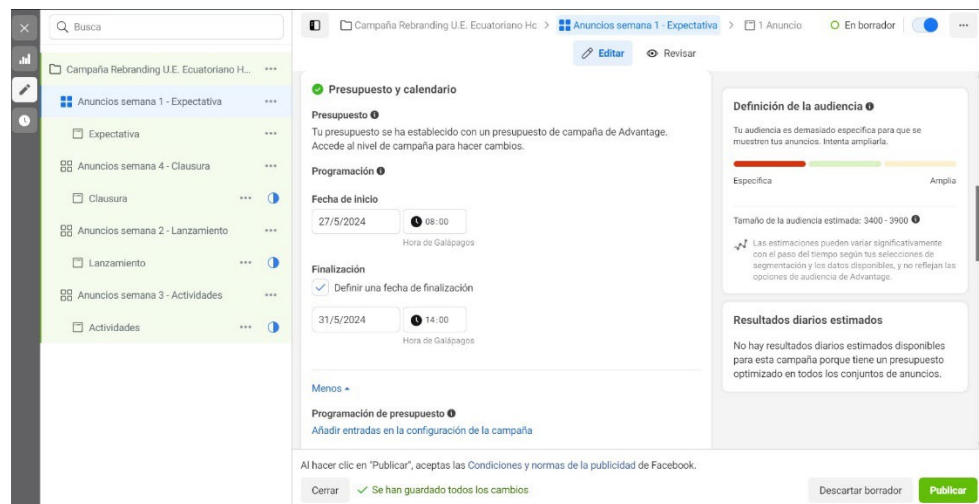 Busca
Campaña Rebranding U.E. Ecuatoriano H...
Anuncios semana 1 - Expectativa
Expectativa
Anuncios semana 4 - Clausura
Clausura
Anuncios semana 2 - Lanzamiento
Lanzamiento
Anuncios semana 3 - Actividades
Actividades
Campaña Rebranding U.E. Ecuatoriano Hc > Anuncios semana 1 - Expectativa > 1 Anuncio
En borrador
Editar
Revisar
Presupuesto y calendario
Presupuesto
Tu presupuesto se ha establecido con un presupuesto de campaña de Advantage.
Accede al nivel de campaña para hacer cambios.
Programación
Fecha de inicio
27/5/2024 08:00
Hora de Galápagos
Finalización
Definir una fecha de finalización
31/5/2024 14:00
Hora de Galápagos
Menos
Programación de presupuesto
Añadir entradas en la configuración de la campaña
Definición de la audiencia
Tu audiencia es demasiado específica para que se
muestren tus anuncios. Intenta ampliarla.
Específica Amplia
Tamaño de la audiencia estimada: 3400 - 3900
Las estimaciones pueden variar significativamente
con el paso del tiempo según tus selecciones de
segmentación y los datos disponibles, y no reflejan las
opciones de audiencia de Advantage.
Resultados diarios estimados
No hay resultados diarios estimados disponibles
para esta campaña porque tiene un presupuesto
optimizado en todos los conjuntos de anuncios.
Al hacer clic en "Publicar", aceptas las Condiciones y normas de la publicidad de Facebook.
Cerrar
Se han guardado todos los cambios
Descartar borrador
Publicar